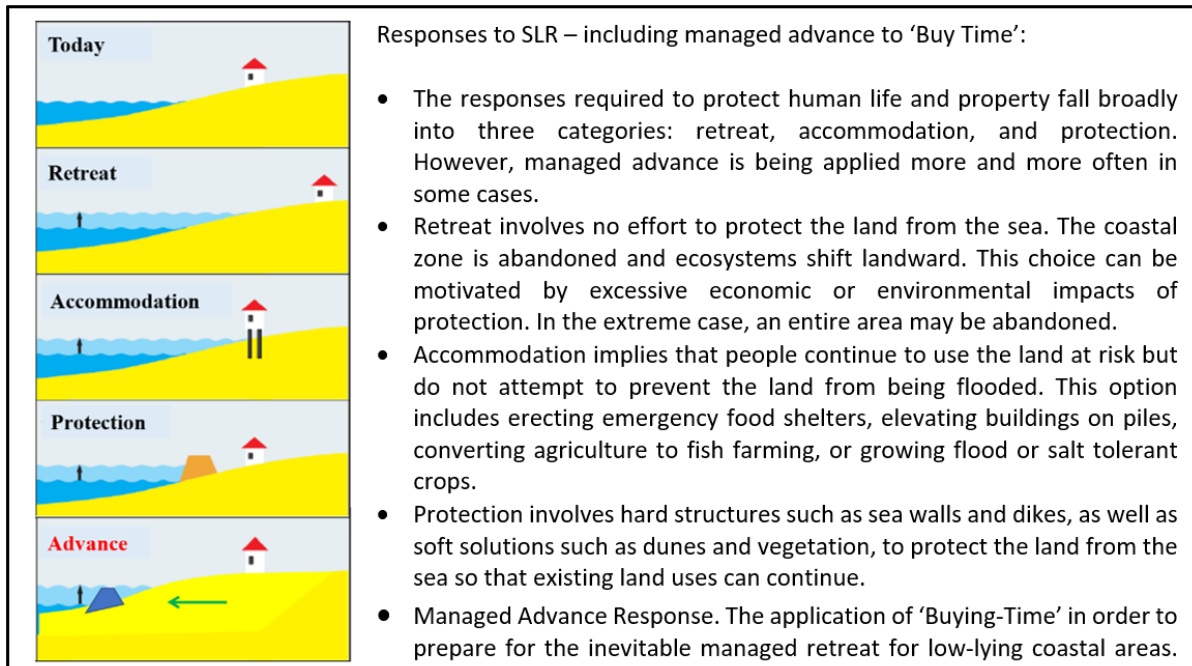 Today
Retreat
Accommodation
Protection
Advance
Responses to SLR – including managed advance to ‘Buy Time’:
• The responses required to protect human life and property fall broadly
into three categories: retreat, accommodation, and protection.
However, managed advance is being applied more and more often in
some cases.
• Retreat involves no effort to protect the land from the sea. The coastal
zone is abandoned and ecosystems shift landward. This choice can be
motivated by excessive economic or environmental impacts of
protection. In the extreme case, an entire area may be abandoned.
• Accommodation implies that people continue to use the land at risk but
do not attempt to prevent the land from being flooded. This option
includes erecting emergency food shelters, elevating buildings on piles,
converting agriculture to fish farming, or growing flood or salt tolerant
crops.
• Protection involves hard structures such as sea walls and dikes, as well as
soft solutions such as dunes and vegetation, to protect the land from the
sea so that existing land uses can continue.
• Managed Advance Response. The application of ‘Buying-Time’ in order to
prepare for the inevitable managed retreat for low-lying coastal areas.